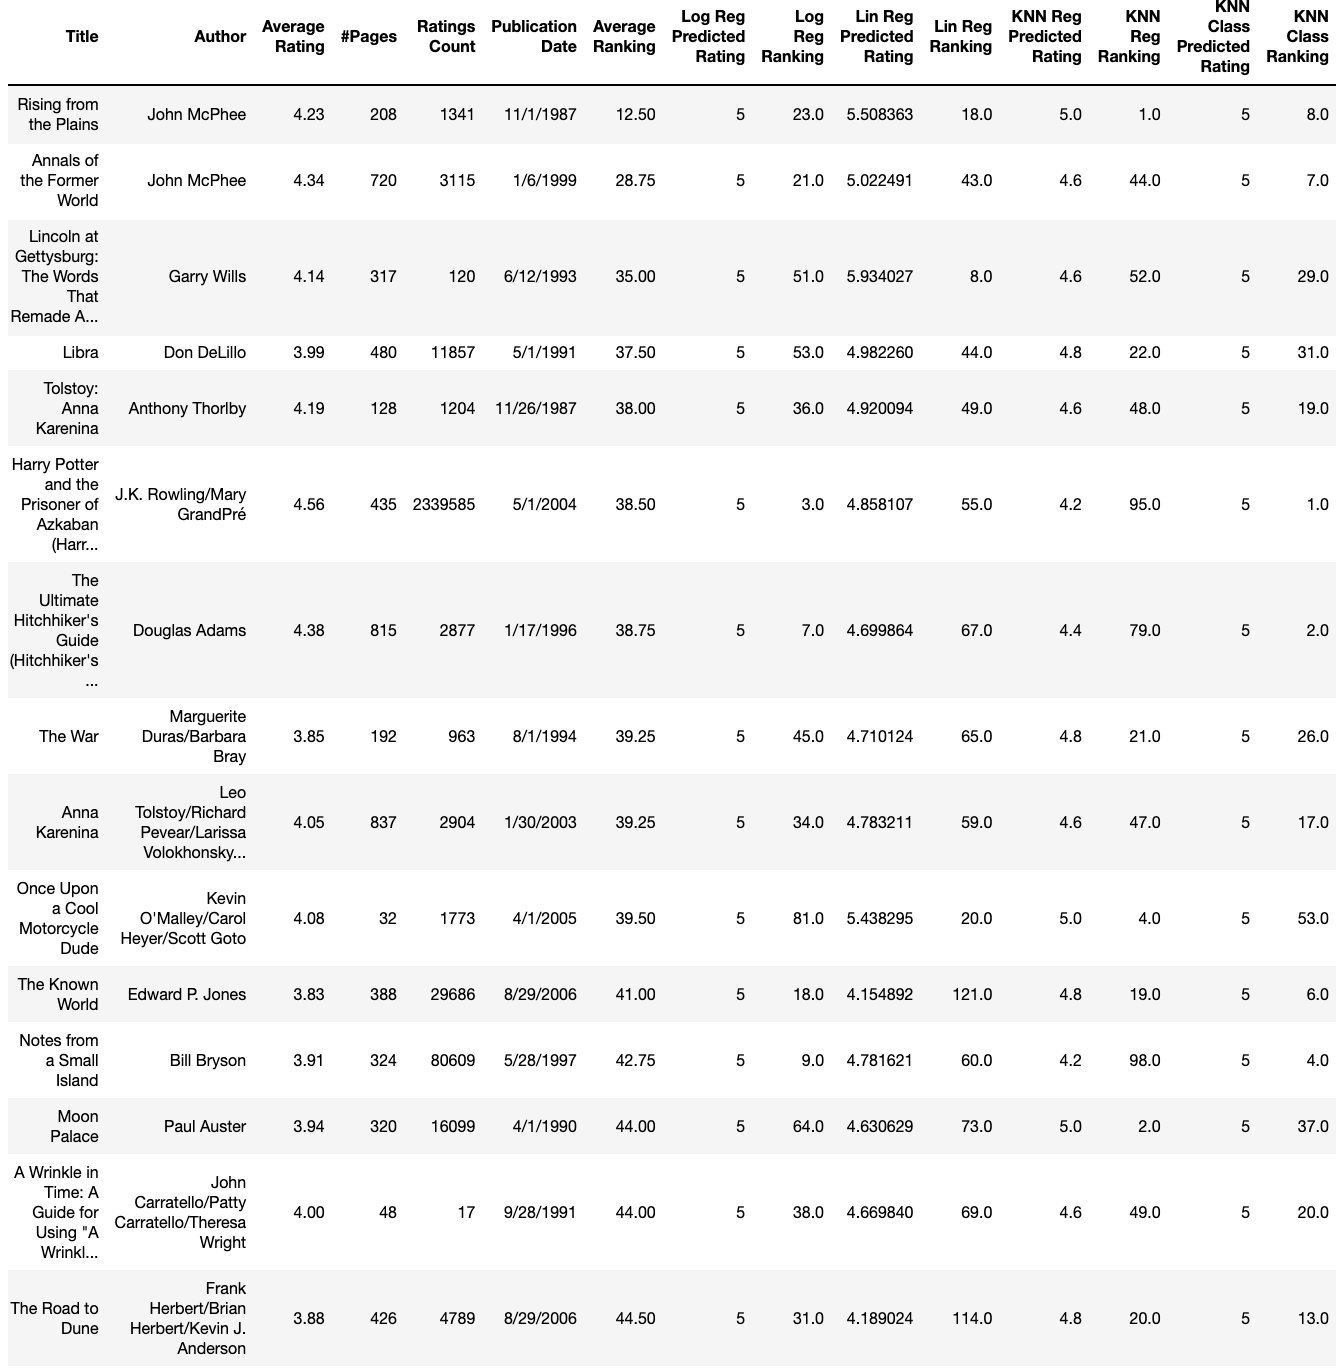 Title Author Average Rating #Pages Ratings Count Publication Date Average Ranking Log Reg Predicted Rating Log Reg Ranking Lin Reg Predicted Rating Lin Reg Ranking KNN Reg Predicted Rating KNN Reg Ranking KNN Class Predicted Rating KNN Class Ranking
Rising from the Plains John McPhee 4.23 208 1341 11/1/1987 12.50 5 23.0 5.508363 18.0 5.0 1.0 5 8.0
Annals of the Former World John McPhee 4.34 720 3115 1/6/1999 28.75 5 21.0 5.022491 43.0 4.6 44.0 5 7.0
Lincoln at Gettysburg: The Words That Remade A... Garry Wills 4.14 317 120 6/12/1993 35.00 5 51.0 5.934027 8.0 4.6 52.0 5 29.0
Libra Don DeLillo 3.99 480 11857 5/1/1991 37.50 5 53.0 4.982260 44.0 4.8 22.0 5 31.0
Tolstoy: Anna Karenina Anthony Thorlby 4.19 128 1204 11/26/1987 38.00 5 36.0 4.920094 49.0 4.6 48.0 5 19.0
Harry Potter and the Prisoner of Azkaban (Harr... J.K. Rowling/Mary GrandPré 4.56 435 2339585 5/1/2004 38.50 5 3.0 4.858107 55.0 4.2 95.0 5 1.0
The Ultimate Hitchhiker's Guide (Hitchhiker's ... Douglas Adams 4.38 815 2877 1/17/1996 38.75 5 7.0 4.699864 67.0 4.4 79.0 5 2.0
The War Marguerite Duras/Barbara Bray 3.85 192 963 8/1/1994 39.25 5 45.0 4.710124 65.0 4.8 21.0 5 26.0
Anna Karenina Leo Tolstoy/Richard Pevear/Larissa Volokhonsky... 4.05 837 2904 1/30/2003 39.25 5 34.0 4.783211 59.0 4.6 47.0 5 17.0
Once Upon a Cool Motorcycle Dude Kevin O'Malley/Carol Heyer/Scott Goto 4.08 32 1773 4/1/2005 39.50 5 81.0 5.438295 20.0 5.0 4.0 5 53.0
The Known World Edward P. Jones 3.83 388 29686 8/29/2006 41.00 5 18.0 4.154892 121.0 4.8 19.0 5 6.0
Notes from a Small Island Bill Bryson 3.91 324 80609 5/28/1997 42.75 5 9.0 4.781621 60.0 4.2 98.0 5 4.0
Moon Palace Paul Auster 3.94 320 16099 4/1/1990 44.00 5 64.0 4.630629 73.0 5.0 2.0 5 37.0
A Wrinkle in Time: A Guide for Using "A Wrinkl... John Carratello/Patty Carratello/Theresa Wright 4.00 48 17 9/28/1991 44.00 5 38.0 4.669840 69.0 4.6 49.0 5 20.0
The Road to Dune Frank Herbert/Brian Herbert/Kevin J. Anderson 3.88 426 4789 8/29/2006 44.50 5 31.0 4.189024 114.0 4.8 20.0 5 13.0